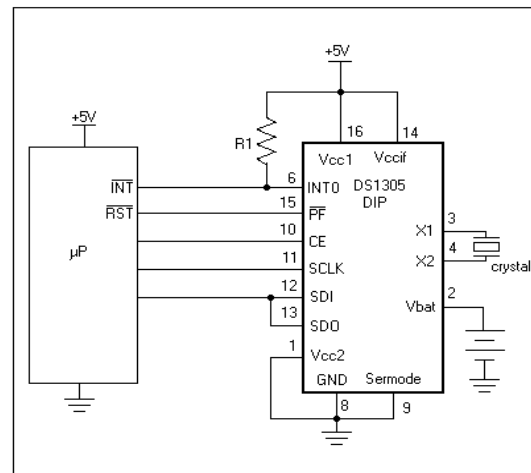 +5V
+5V
R1
16
14
Vcc1
Vccif
INT
6
INT0
DS1305
DIP
RST
15
PF
3
X1
µP
10
CE
4
X2
crystal
11
SCLK
12
SDI
2
Vbat
13
SDO
1
Vcc2
GND
Sermode
8
9